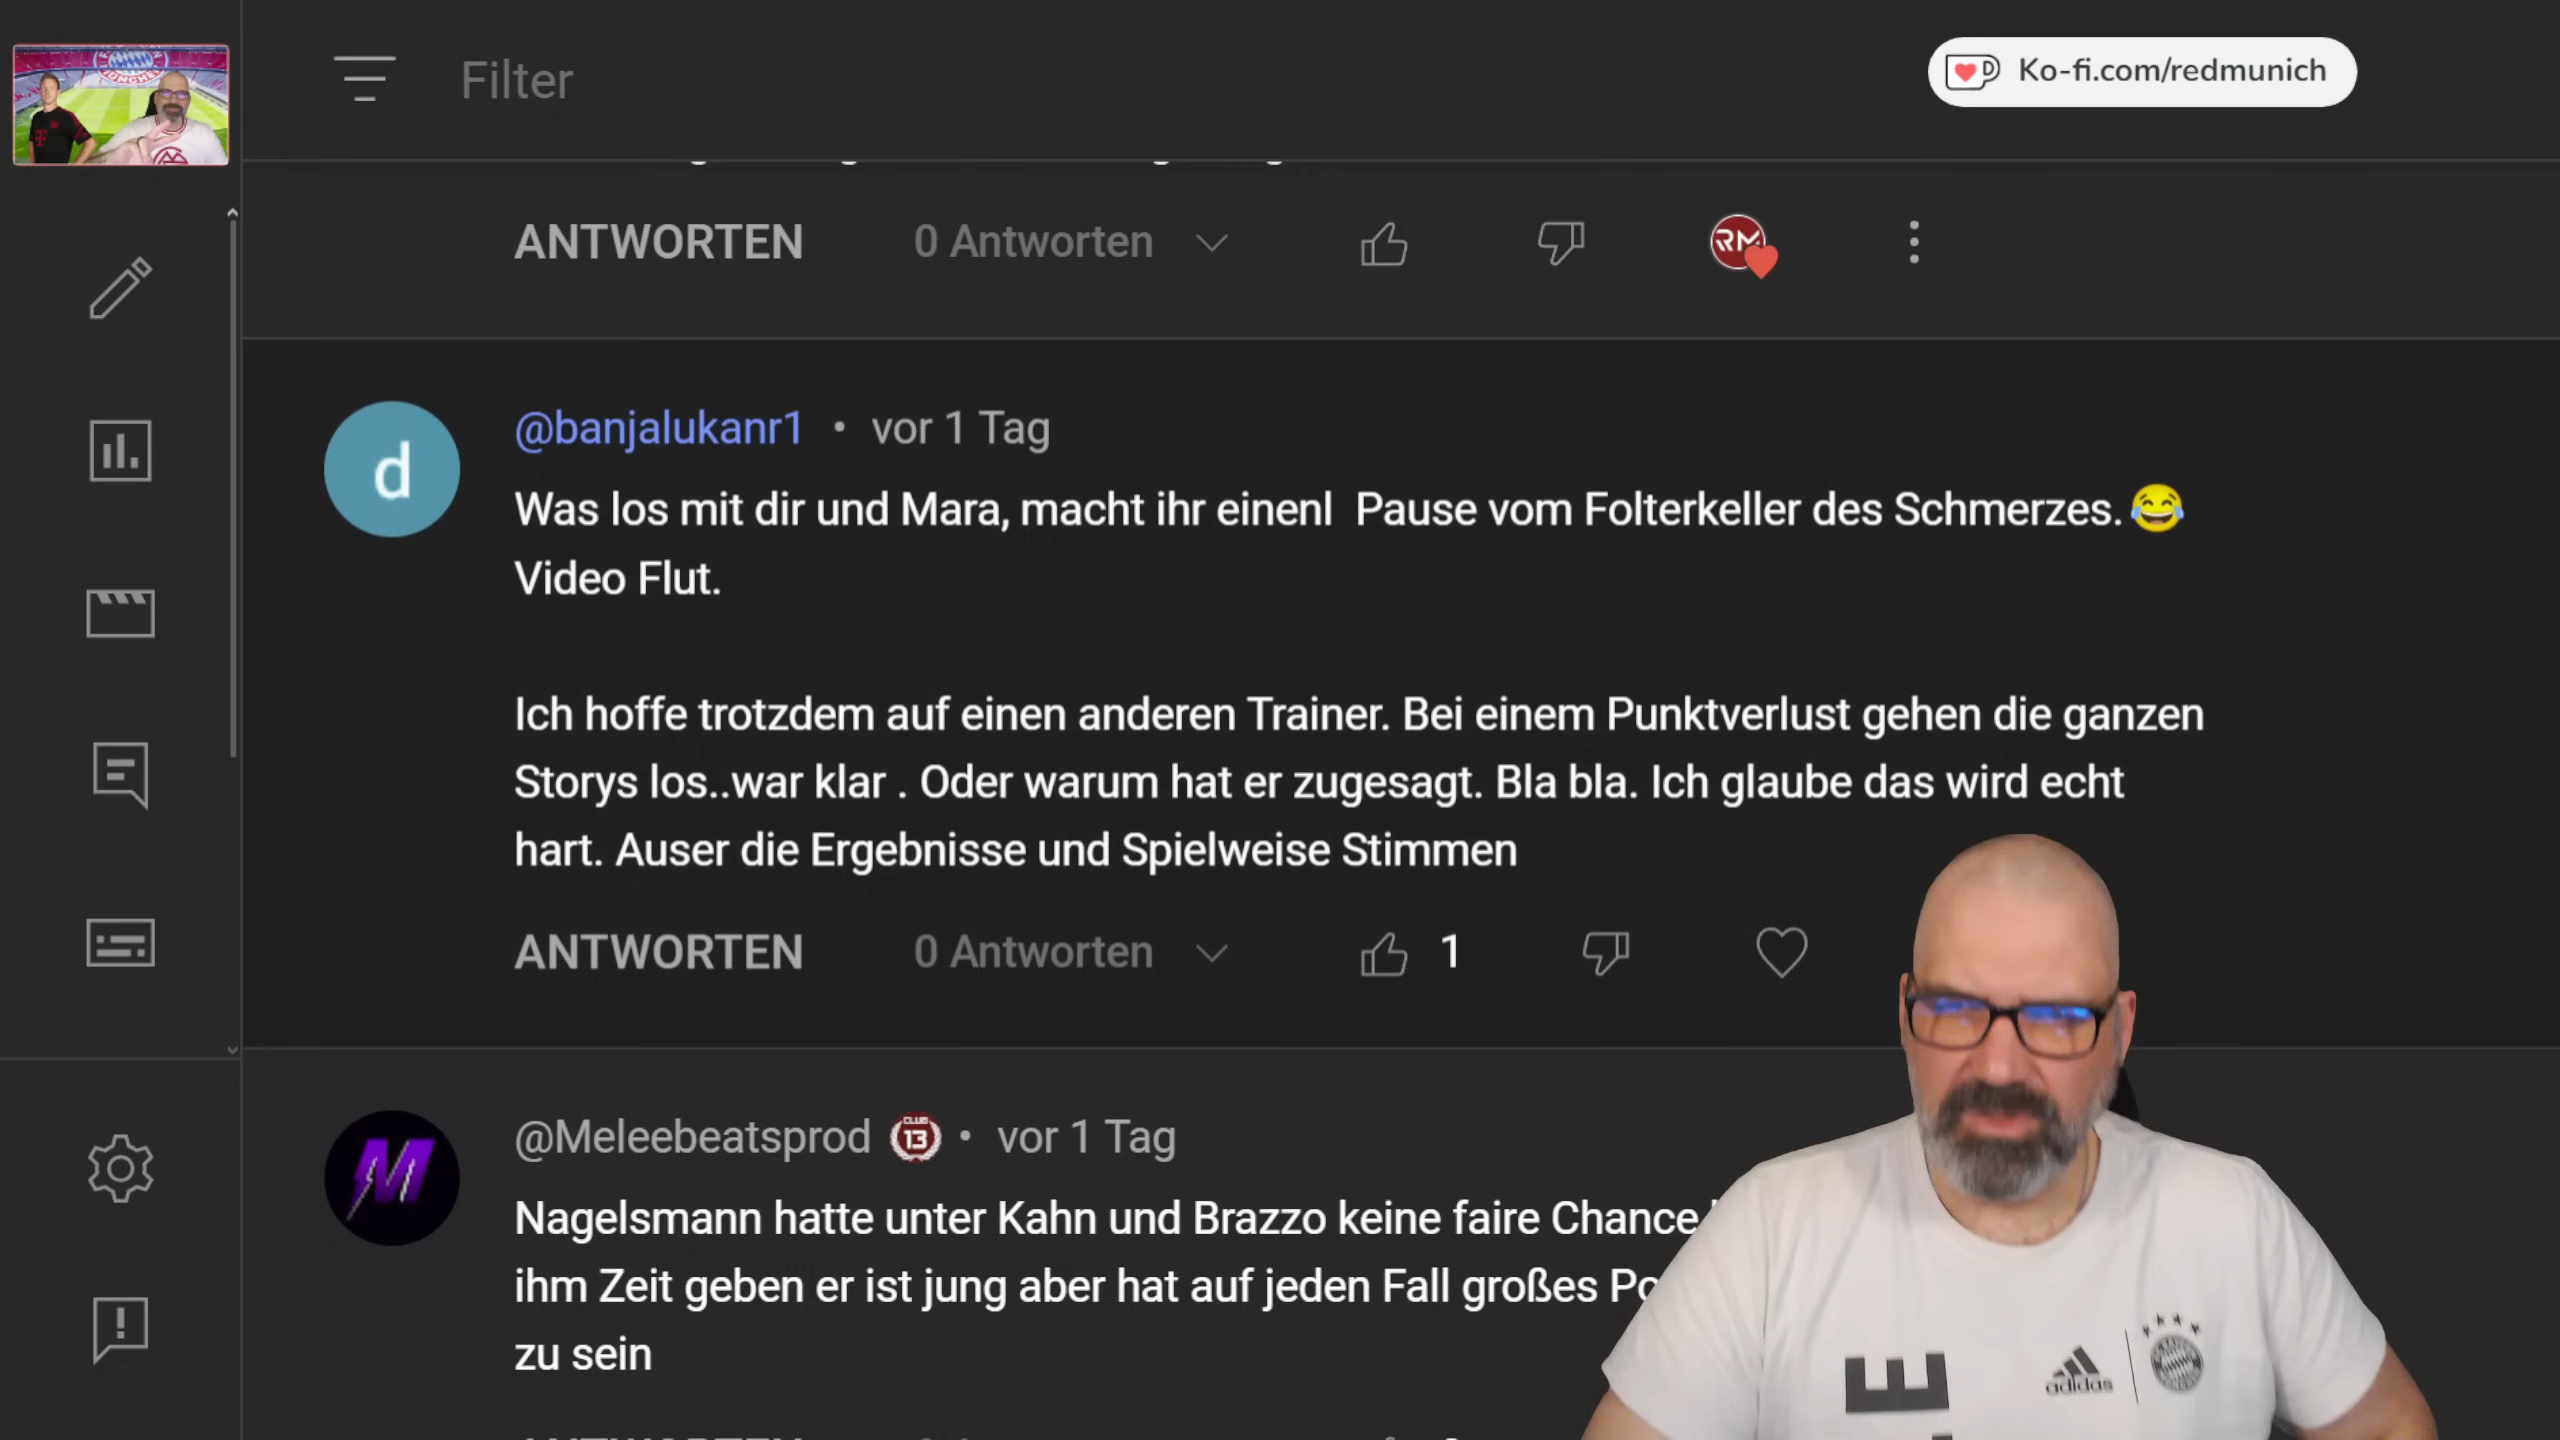 Filter
Ko-fi.com/redmunich
ANTWORTEN 0 Antworten
RM
d
@banjalukanr1 • vor 1 Tag
Was los mit dir und Mara, macht ihr einenl Pause vom Folterkeller des Schmerzes.😂
Video Flut.
Ich hoffe trotzdem auf einen anderen Trainer. Bei einem Punktverlust gehen die ganzen
Storys los..war klar . Oder warum hat er zugesagt. Bla bla. Ich glaube das wird echt
hart. Auser die Ergebnisse und Spielweise Stimmen
ANTWORTEN 0 Antworten 1
M
@Meleebeatsprod CLUB 13 • vor 1 Tag
Nagelsmann hatte unter Kahn und Brazzo keine faire Chance
ihm Zeit geben er ist jung aber hat auf jeden Fall großes
zu sein
adidas